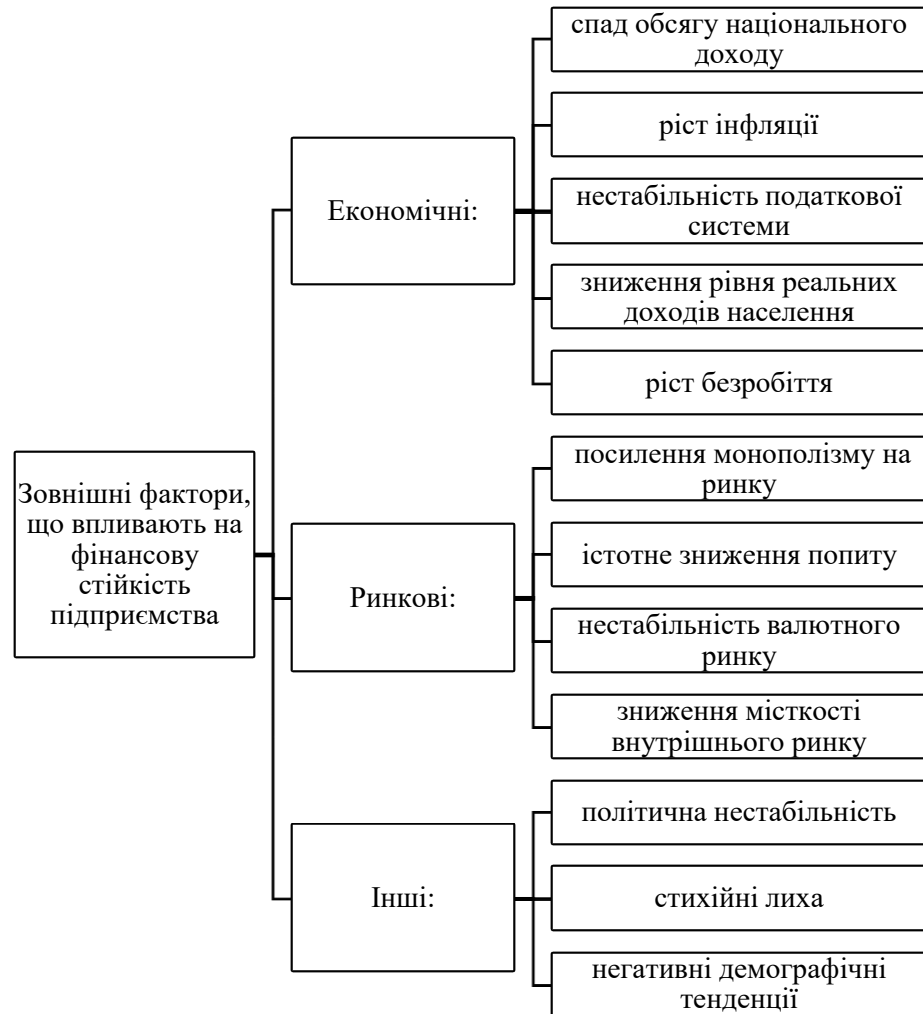 Зовнішні фактори,
що впливають на
фінансову
стійкість
підприємства
Економічні:
спад обсягу національного
доходу
ріст інфляції
нестабільність податкової
системи
зниження рівня реальних
доходів населення
ріст безробіття
Ринкові:
посилення монополізму на
ринку
істотне зниження попиту
нестабільність валютного
ринку
зниження місткості
внутрішнього ринку
Інші:
політична нестабільність
стихійні лиха
негативні демографічні
тенденції